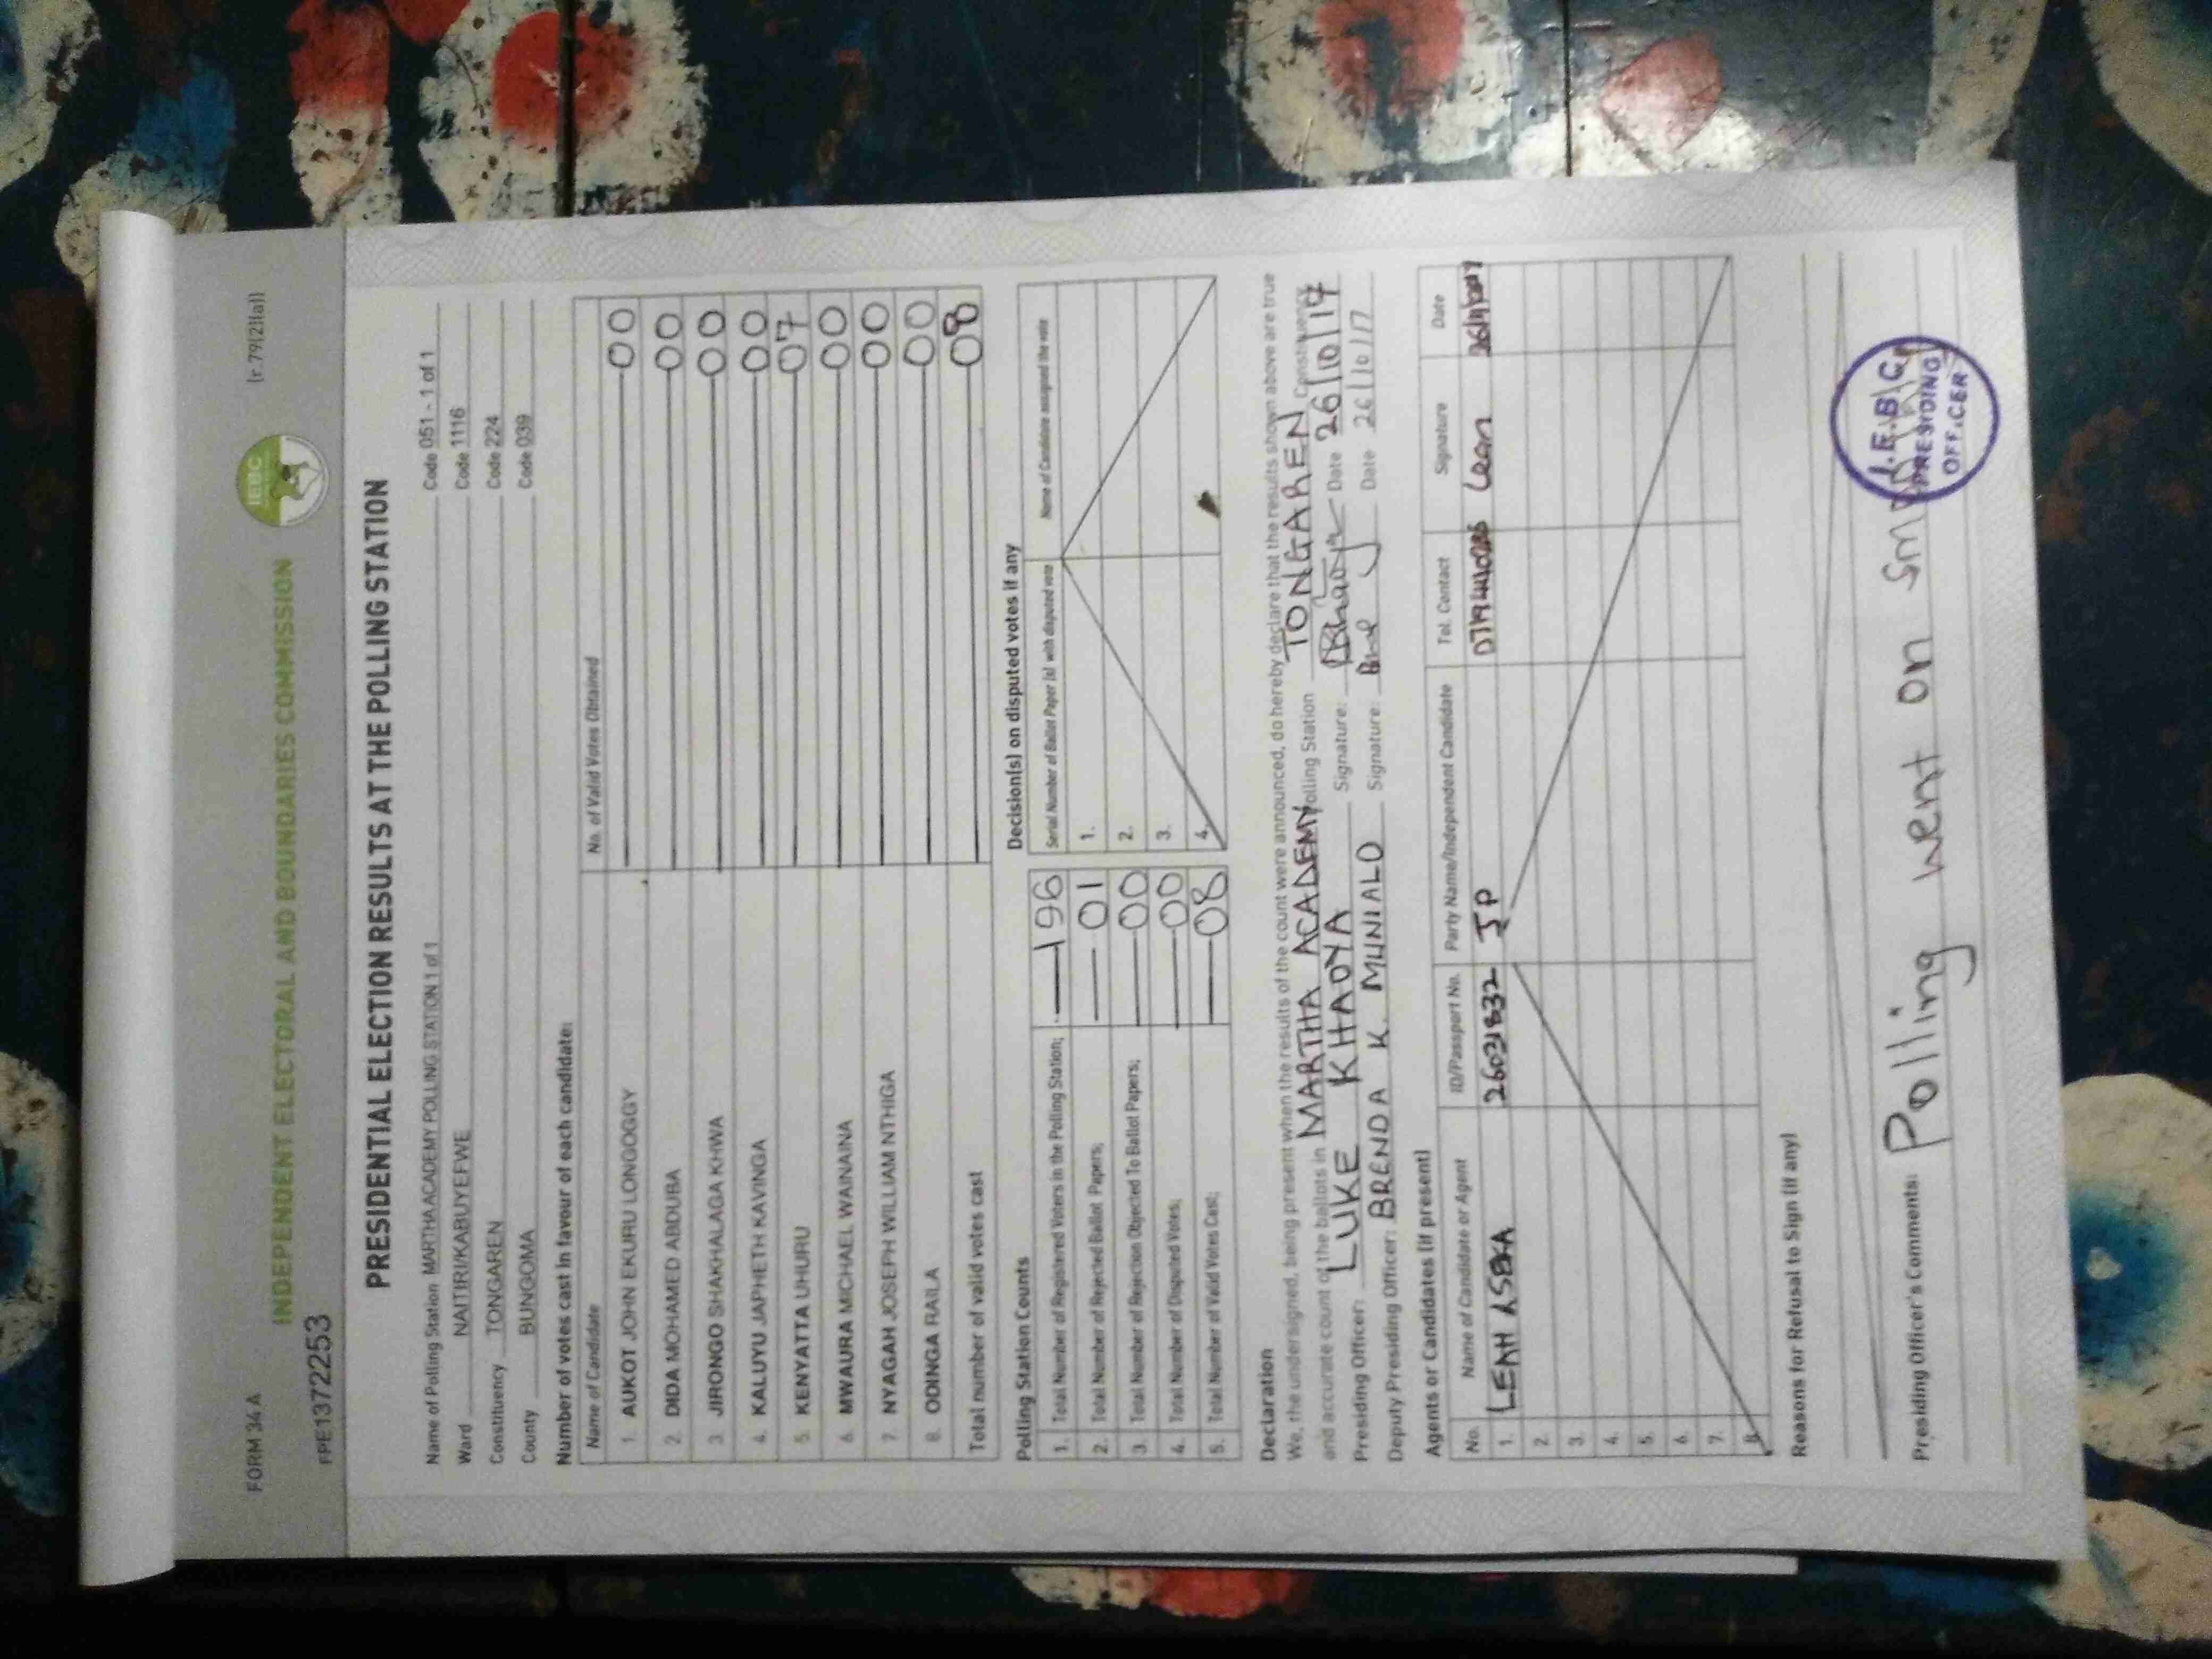 FORM 34 A
[r.79(2)(a)]
INDEPENDENT ELECTORAL AND BOUNDARIES COMMISSION
IEBC
FPE1372253
PRESIDENTIAL ELECTION RESULTS AT THE POLLING STATION
Name of Polling Station MARTHA ACADEMY POLLING STATION 1 of 1 Code 051 - 1 of 1
Ward NAITIRI/KABUYEFWE Code 1116
Constituency TONGAREN Code 224
County BUNGOMA Code 039
Number of votes cast in favour of each candidate:
Name of Candidate No. of Valid Votes Obtained
1. AUKOT JOHN EKURU LONGOGGY 00
2. DIDA MOHAMED ABDUBA 00
3. JIRONGO SHAKHALAGA KHWA 00
4. KALUYU JAPHETH KAVINGA 00
5. KENYATTA UHURU 07
6. MWAURA MICHAEL WAINAINA 00
7. NYAGAH JOSEPH WILLIAM NTHIGA 00
8. ODINGA RAILA 00
Total number of valid votes cast 08
Polling Station Counts
1. Total Number of Registered Voters in the Polling Station; 196
2. Total Number of Rejected Ballot Papers; 01
3. Total Number of Rejection Objected To Ballot Papers; 00
4. Total Number of Disputed Votes; 00
5. Total Number of Valid Votes Cast; 08
Decision(s) on disputed votes if any
Serial Number of Ballot Paper (s) with disputed vote Name of Candidate assigned the vote
1.
2.
3.
4.
Declaration
We, the undersigned, being present when the results of the count were announced, do hereby declare that the results shown above are true
and accurate count of the ballots in MARTHA ACADEMY Polling Station TONGAREN Constituency
Presiding Officer: LUKE KHAOYA Signature: Date 26/10/17
Deputy Presiding Officer: BRENDA K. MUNIALO Signature: Date 26/10/17
Agents or Candidates (if present)
No. Name of Candidate or Agent ID/Passport No. Party Name/Independent Candidate Tel. Contact Signature Date
1. LEAH JP Leah
2.
3.
4.
5.
6.
7.
8.
Reasons for Refusal to Sign (if any)
Presiding Officer's Comments: Polling went on
I.E.B.C
PRESIDING
OFFICER